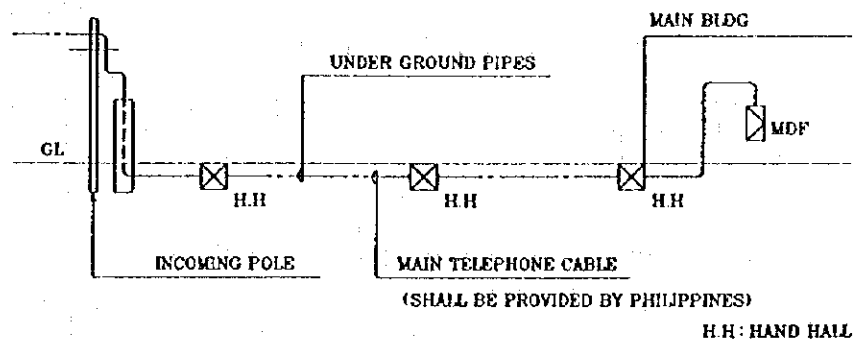 MAIN BLDG
UNDER GROUND PIPES
MDF
GL
H.H
H.H
H.H
INCOMING POLE
MAIN TELEPHONE CABLE
(SHALL BE PROVIDED BY PHILIPPINES)
H.H : HAND HALL